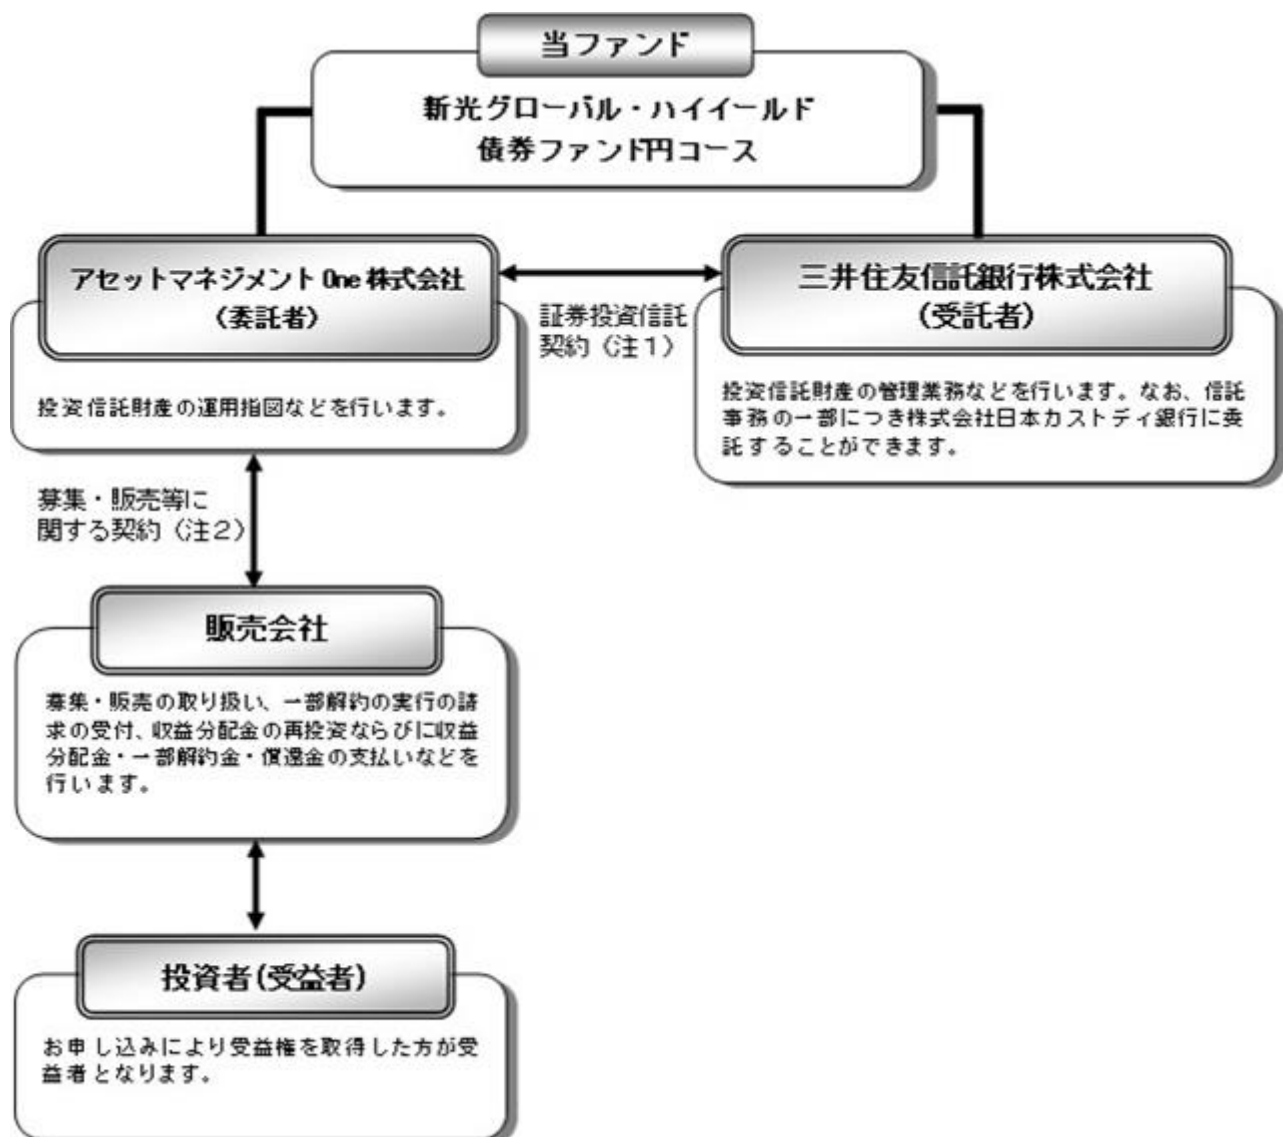 当ファンド
新光グローバル・ハイイールド
債券ファンド円コース
アセットマネジメントOne株式会社
(委託者)
投資信託財産の運用指図などを行います。
証券投資信託
契約(注1)
三井住友信託銀行株式会社
(受託者)
投資信託財産の管理業務などを行います。なお、信託
事務の一部につき株式会社日本カストディ銀行に委
託することができます。
募集・販売等に
関する契約(注2)
販売会社
募集・販売の取り扱い、一部解約の実行の請
求の受付、収益分配金の再投資ならびに収益
分配金・一部解約金・償還金の支払いなどを
行います。
投資者(受益者)
お申し込みにより受益権を取得した方が受
益者となります。